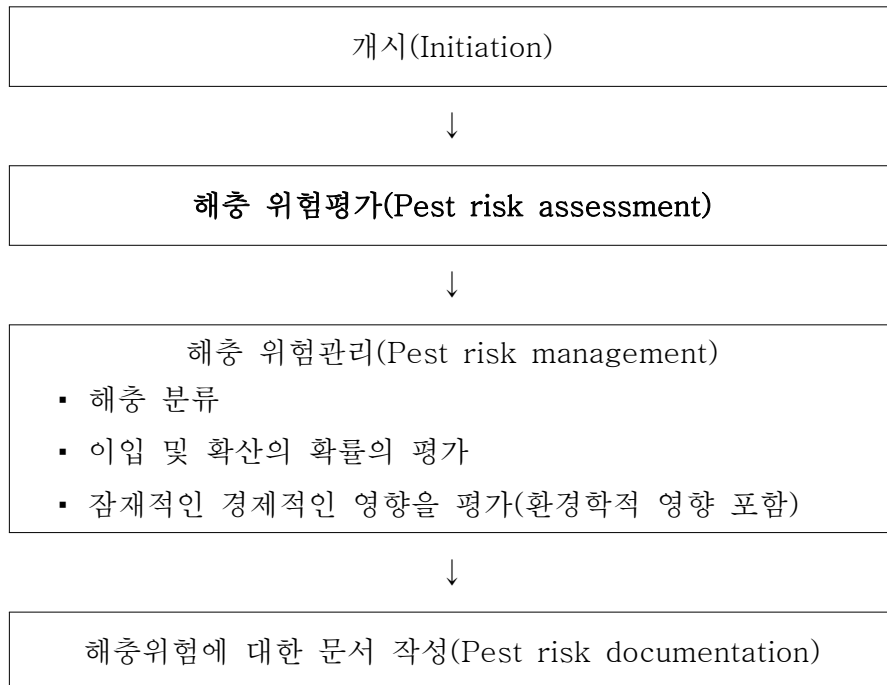 개시(Initiation)
↓
해충 위험평가(Pest risk assessment)
↓
해충 위험관리(Pest risk management)
▪ 해충 분류
▪ 이입 및 확산의 확률의 평가
▪ 잠재적인 경제적인 영향을 평가(환경학적 영향 포함)
↓
해충위험에 대한 문서 작성(Pest risk documentation)